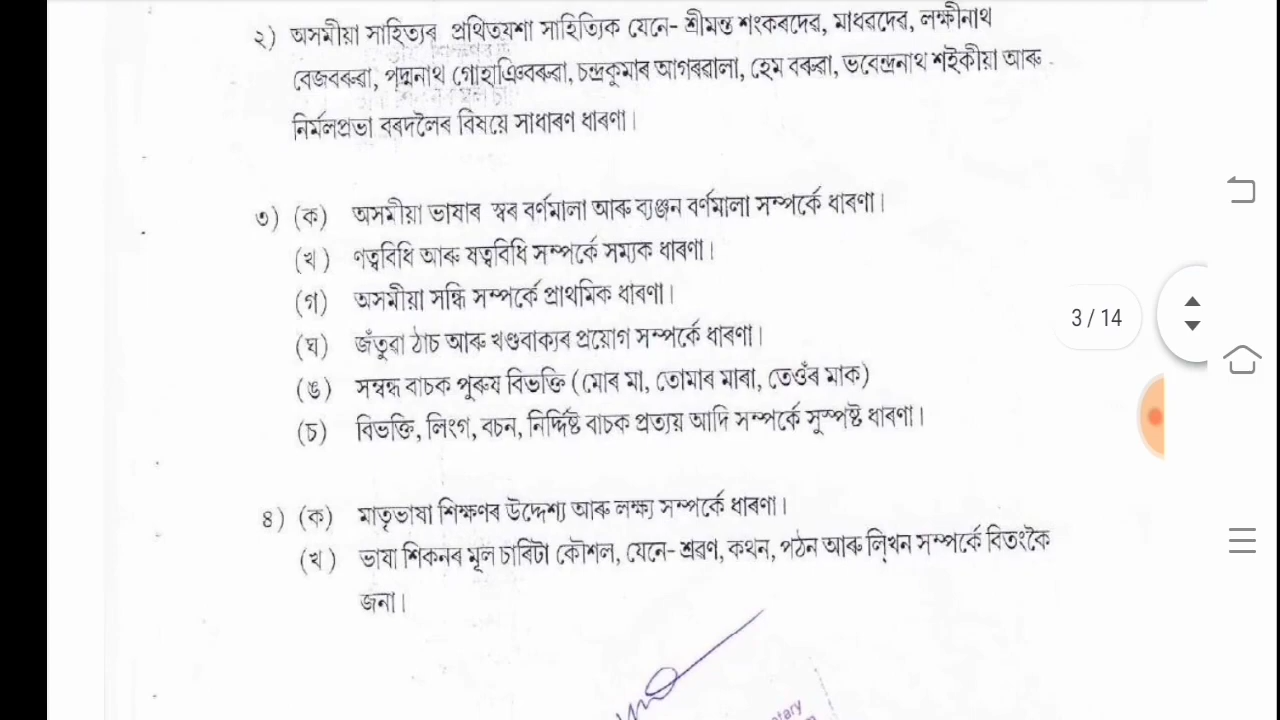 ২) অসমীয়া সাহিত্যৰ প্ৰথিতযশা সাহিত্যিক যেনে- শ্ৰীমন্ত শংকৰদেৱ, মাধৱদেৱ, লক্ষীনাথ
বেজবৰুৱা, পদ্মনাথ গোহাঞিবৰুৱা, চন্দ্ৰকুমাৰ আগৰৱালা, হেম বৰুৱা, ভবেন্দ্ৰনাথ শইকীয়া আৰু
নিৰ্মলপ্ৰভা বৰদলৈৰ বিষয়ে সাধাৰণ ধাৰণা।
৩) (ক) অসমীয়া ভাষাৰ স্বৰ বৰ্ণমালা আৰু ব্যঞ্জন বৰ্ণমালা সম্পৰ্কে ধাৰণা।
(খ) ণত্ববিধি আৰু ষত্ববিধি সম্পৰ্কে সম্যক ধাৰণা।
(গ) অসমীয়া সন্ধি সম্পৰ্কে প্ৰাথমিক ধাৰণা।
3 / 14
(ঘ) জঁতুৱা ঠাচ আৰু খণ্ডবাক্যৰ প্ৰয়োগ সম্পৰ্কে ধাৰণা।
(ঙ) সম্বন্ধ বাচক পুৰুষ বিভক্তি (মোৰ মা, তোমাৰ মাৰা, তেওঁৰ মাক)
(চ) বিভক্তি, লিংগ, বচন, নিৰ্দ্দিষ্ট বাচক প্ৰত্যয় আদি সম্পৰ্কে সুস্পষ্ট ধাৰণা।
৪) (ক) মাতৃভাষা শিক্ষণৰ উদ্দেশ্য আৰু লক্ষ্য সম্পৰ্কে ধাৰণা।
(খ) ভাষা শিকনৰ মূল চাৰিটা কৌশল, যেনে- শ্ৰৱণ, কথন, পঠন আৰু লিখন সম্পৰ্কে বিতংকৈ
জনা।